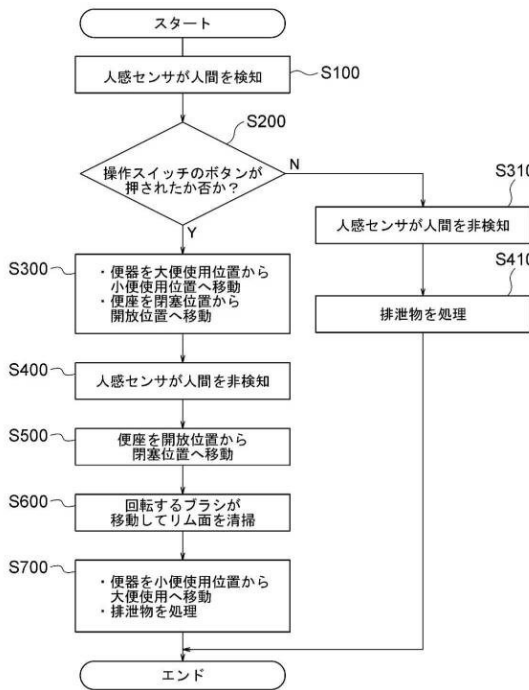 スタート
人感センサが人間を検知
S100
S200
操作スイッチのボタンが
押されたか否か？
N
Y
S310
人感センサが人間を非検知
S410
排泄物を処理
S300
・便器を大便使用位置から
小便使用位置へ移動
・便座を閉塞位置から
開放位置へ移動
S400
人感センサが人間を非検知
S500
便座を開放位置から
閉塞位置へ移動
S600
回転するブラシが
移動してリム面を清掃
S700
・便器を小便使用位置から
大便使用へ移動
・排泄物を処理
エンド